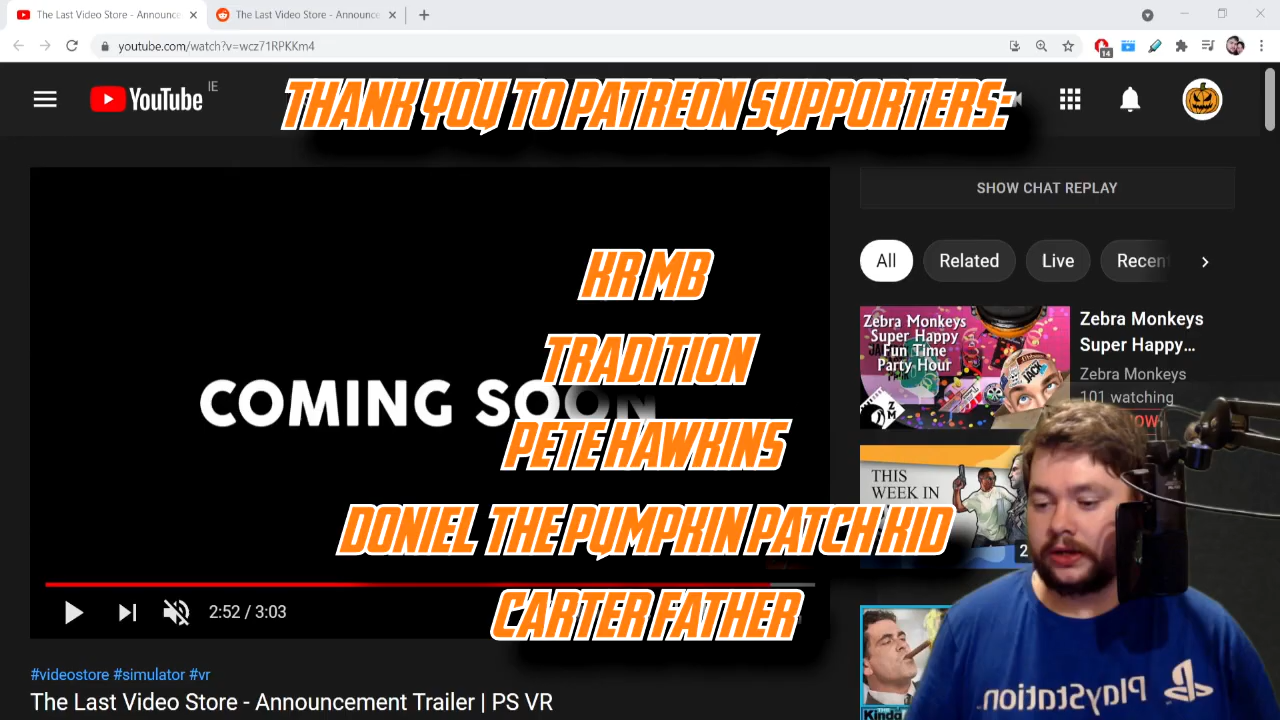 The Last Video Store - Announcemen
The Last Video Store - Announce
youtube.com/watch?v=wcz71RPKKm4
14
YouTube
IE
THANK YOU TO PATREON SUPPORTERS:
SHOW CHAT REPLAY
All
Related
Live
Recen
KR MB
TRADITION
PETE HAWKINS
DONIEL THE PUMPKIN PATCH KID
CARTER FATHER
COMING SOON
Zebra Monkeys
Super Happy
Fun Time
Party Hour
JACK
ZM
Zebra Monkeys
Super Happy…
Zebra Monkeys
101 watching
THIS
WEEK IN
2:52 / 3:03
#videostore #simulator #vr
The Last Video Store - Announcement Trailer | PS VR
PlayStation